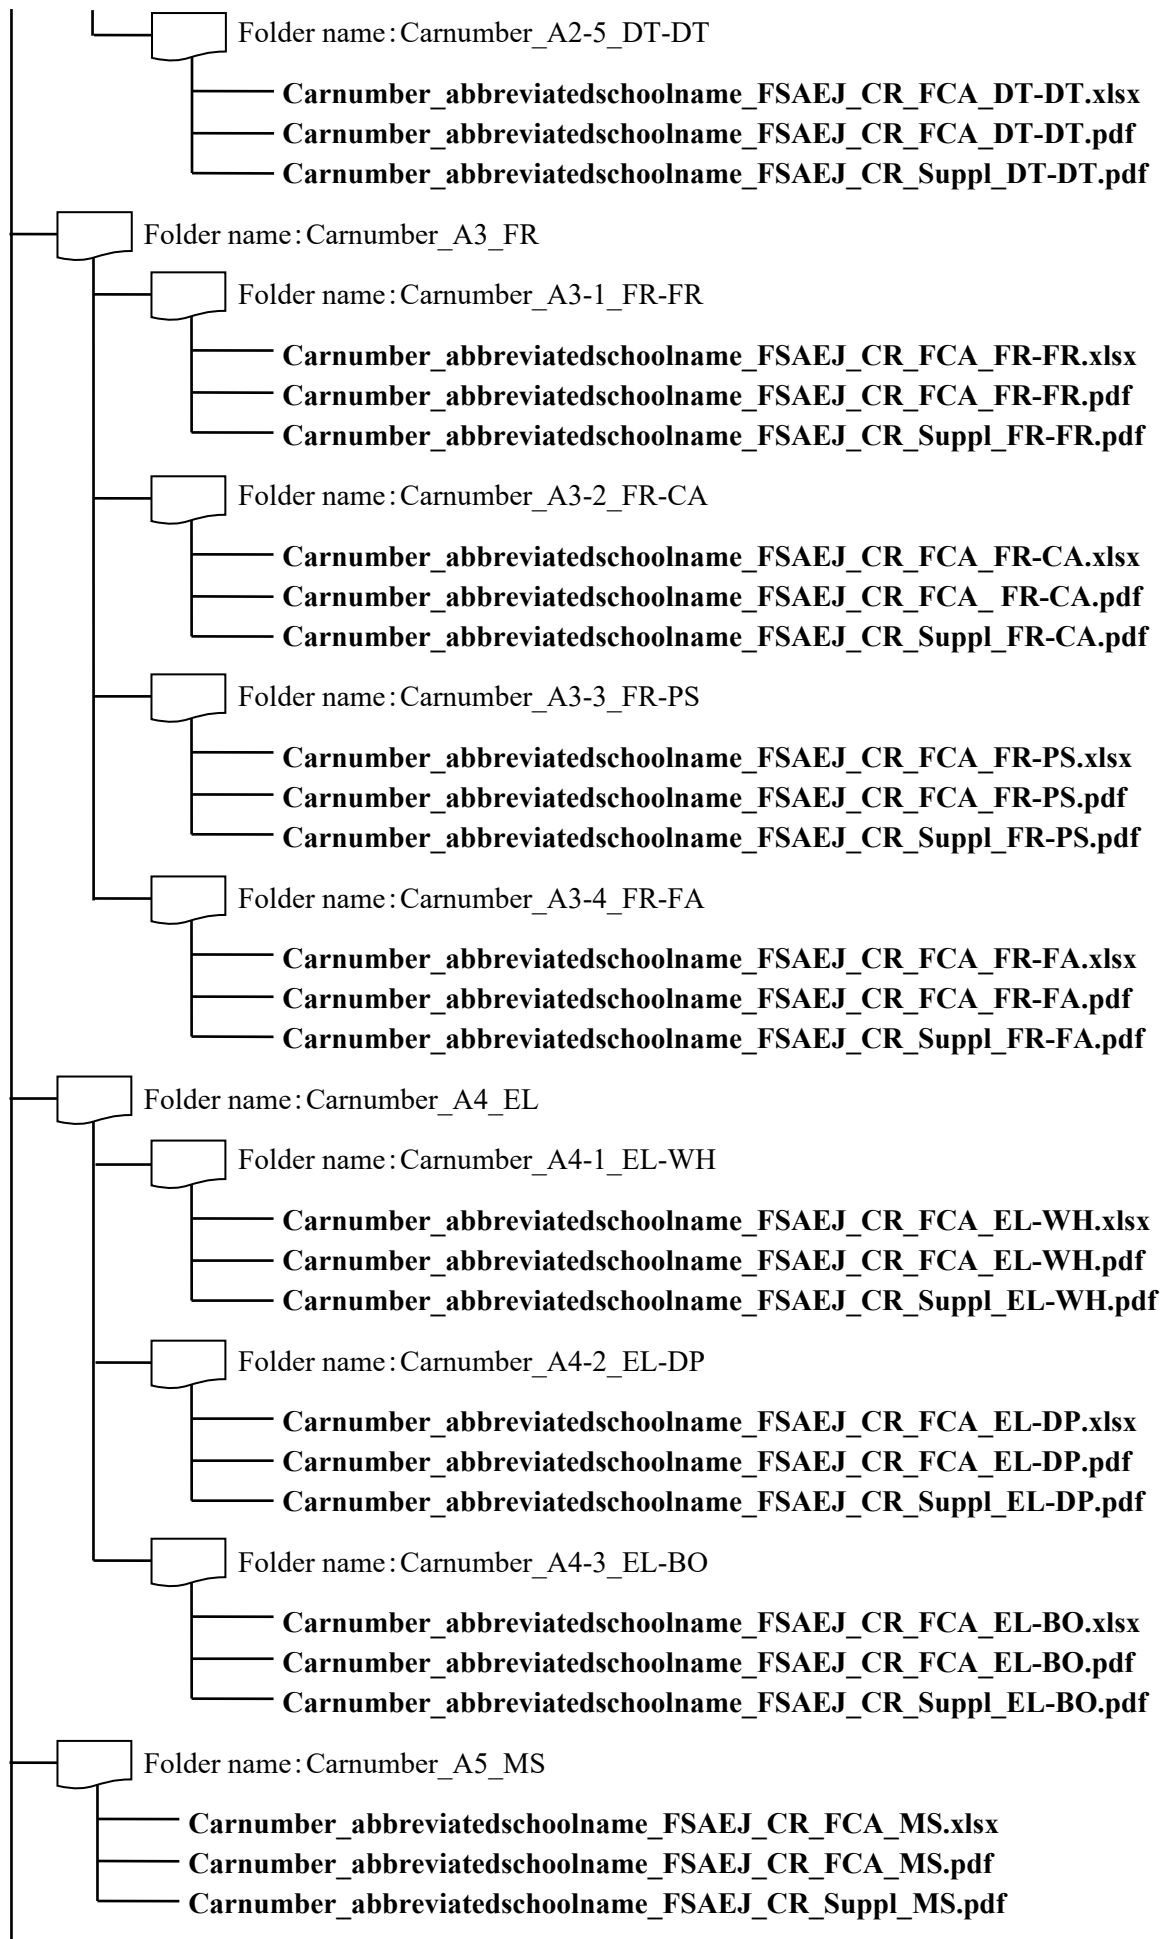 Folder name:Carnumber_A2-5_DT-DT
Carnumber_abbreviatedschoolname_FSAEJ_CR_FCA_DT-DT.xlsx
Carnumber_abbreviatedschoolname_FSAEJ_CR_FCA_DT-DT.pdf
Carnumber_abbreviatedschoolname_FSAEJ_CR_Suppl_DT-DT.pdf
Folder name:Carnumber_A3_FR
Folder name:Carnumber_A3-1_FR-FR
Carnumber_abbreviatedschoolname_FSAEJ_CR_FCA_FR-FR.xlsx
Carnumber_abbreviatedschoolname_FSAEJ_CR_FCA_FR-FR.pdf
Carnumber_abbreviatedschoolname_FSAEJ_CR_Suppl_FR-FR.pdf
Folder name:Carnumber_A3-2_FR-CA
Carnumber_abbreviatedschoolname_FSAEJ_CR_FCA_FR-CA.xlsx
Carnumber_abbreviatedschoolname_FSAEJ_CR_FCA_ FR-CA.pdf
Carnumber_abbreviatedschoolname_FSAEJ_CR_Suppl_FR-CA.pdf
Folder name:Carnumber_A3-3_FR-PS
Carnumber_abbreviatedschoolname_FSAEJ_CR_FCA_FR-PS.xlsx
Carnumber_abbreviatedschoolname_FSAEJ_CR_FCA_FR-PS.pdf
Carnumber_abbreviatedschoolname_FSAEJ_CR_Suppl_FR-PS.pdf
Folder name:Carnumber_A3-4_FR-FA
Carnumber_abbreviatedschoolname_FSAEJ_CR_FCA_FR-FA.xlsx
Carnumber_abbreviatedschoolname_FSAEJ_CR_FCA_FR-FA.pdf
Carnumber_abbreviatedschoolname_FSAEJ_CR_Suppl_FR-FA.pdf
Folder name:Carnumber_A4_EL
Folder name:Carnumber_A4-1_EL-WH
Carnumber_abbreviatedschoolname_FSAEJ_CR_FCA_EL-WH.xlsx
Carnumber_abbreviatedschoolname_FSAEJ_CR_FCA_EL-WH.pdf
Carnumber_abbreviatedschoolname_FSAEJ_CR_Suppl_EL-WH.pdf
Folder name:Carnumber_A4-2_EL-DP
Carnumber_abbreviatedschoolname_FSAEJ_CR_FCA_EL-DP.xlsx
Carnumber_abbreviatedschoolname_FSAEJ_CR_FCA_EL-DP.pdf
Carnumber_abbreviatedschoolname_FSAEJ_CR_Suppl_EL-DP.pdf
Folder name:Carnumber_A4-3_EL-BO
Carnumber_abbreviatedschoolname_FSAEJ_CR_FCA_EL-BO.xlsx
Carnumber_abbreviatedschoolname_FSAEJ_CR_FCA_EL-BO.pdf
Carnumber_abbreviatedschoolname_FSAEJ_CR_Suppl_EL-BO.pdf
Folder name:Carnumber_A5_MS
Carnumber_abbreviatedschoolname_FSAEJ_CR_FCA_MS.xlsx
Carnumber_abbreviatedschoolname_FSAEJ_CR_FCA_MS.pdf
Carnumber_abbreviatedschoolname_FSAEJ_CR_Suppl_MS.pdf